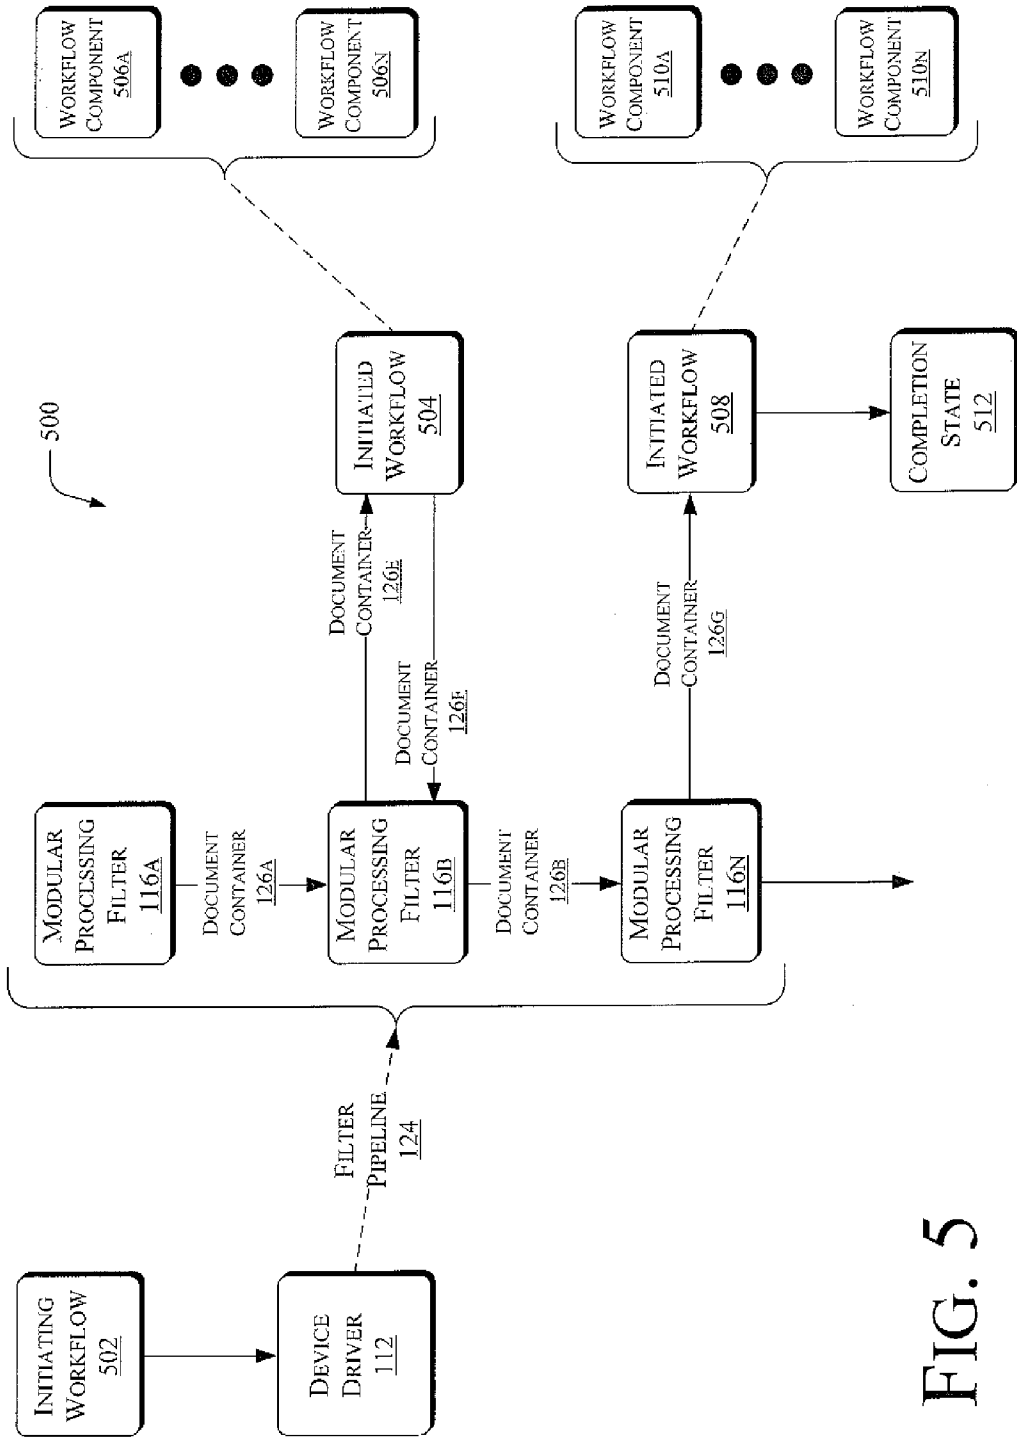 500
INITIATING
WORKFLOW
502
DEVICE
DRIVER
112
FILTER
PIPELINE
124
MODULAR
PROCESSING
FILTER
116A
DOCUMENT
CONTAINER
126A
MODULAR
PROCESSING
FILTER
116B
DOCUMENT
CONTAINER
126B
MODULAR
PROCESSING
FILTER
116N
DOCUMENT
CONTAINER
126E
DOCUMENT
CONTAINER
126F
DOCUMENT
CONTAINER
126G
INITIATED
WORKFLOW
504
INITIATED
WORKFLOW
508
COMPLETION
STATE
512
WORKFLOW
COMPONENT
506A
WORKFLOW
COMPONENT
506N
WORKFLOW
COMPONENT
510A
WORKFLOW
COMPONENT
510N
FIG. 5